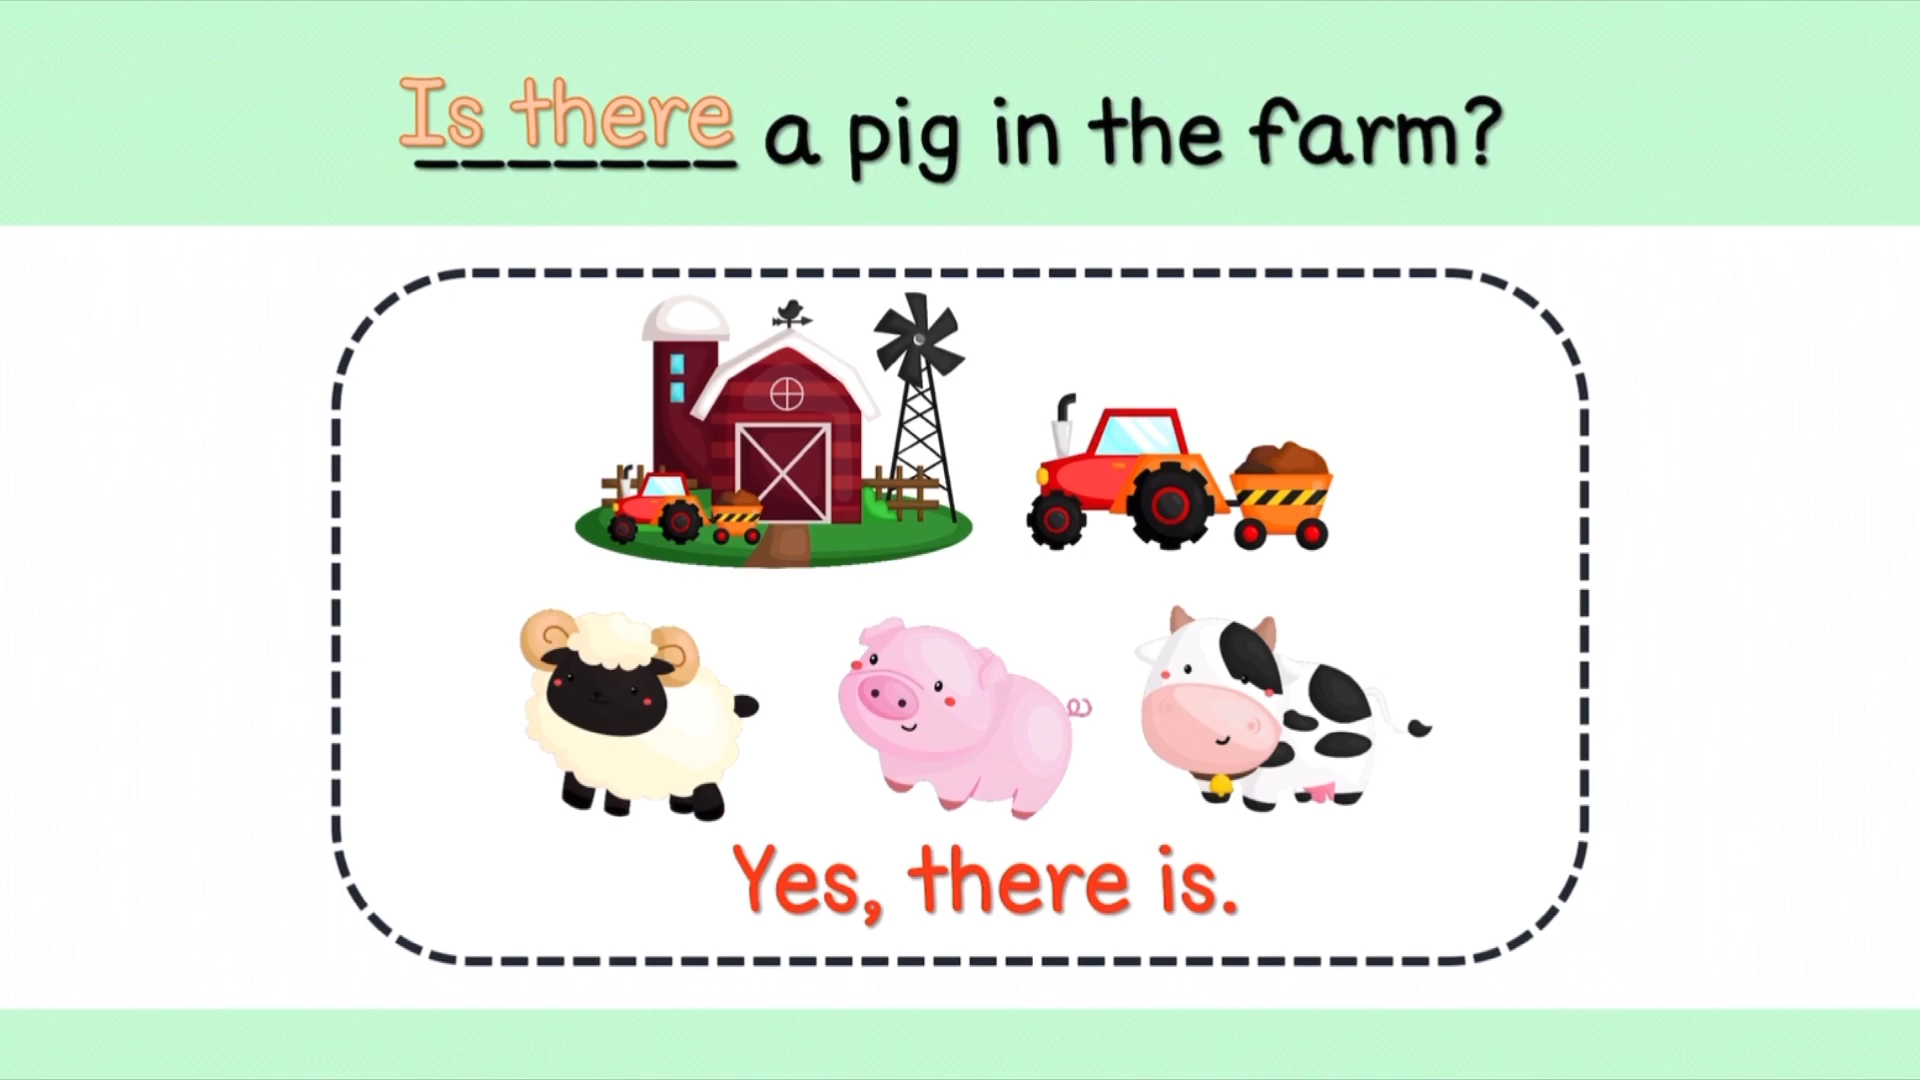 Is there a pig in the farm?
Yes, there is.